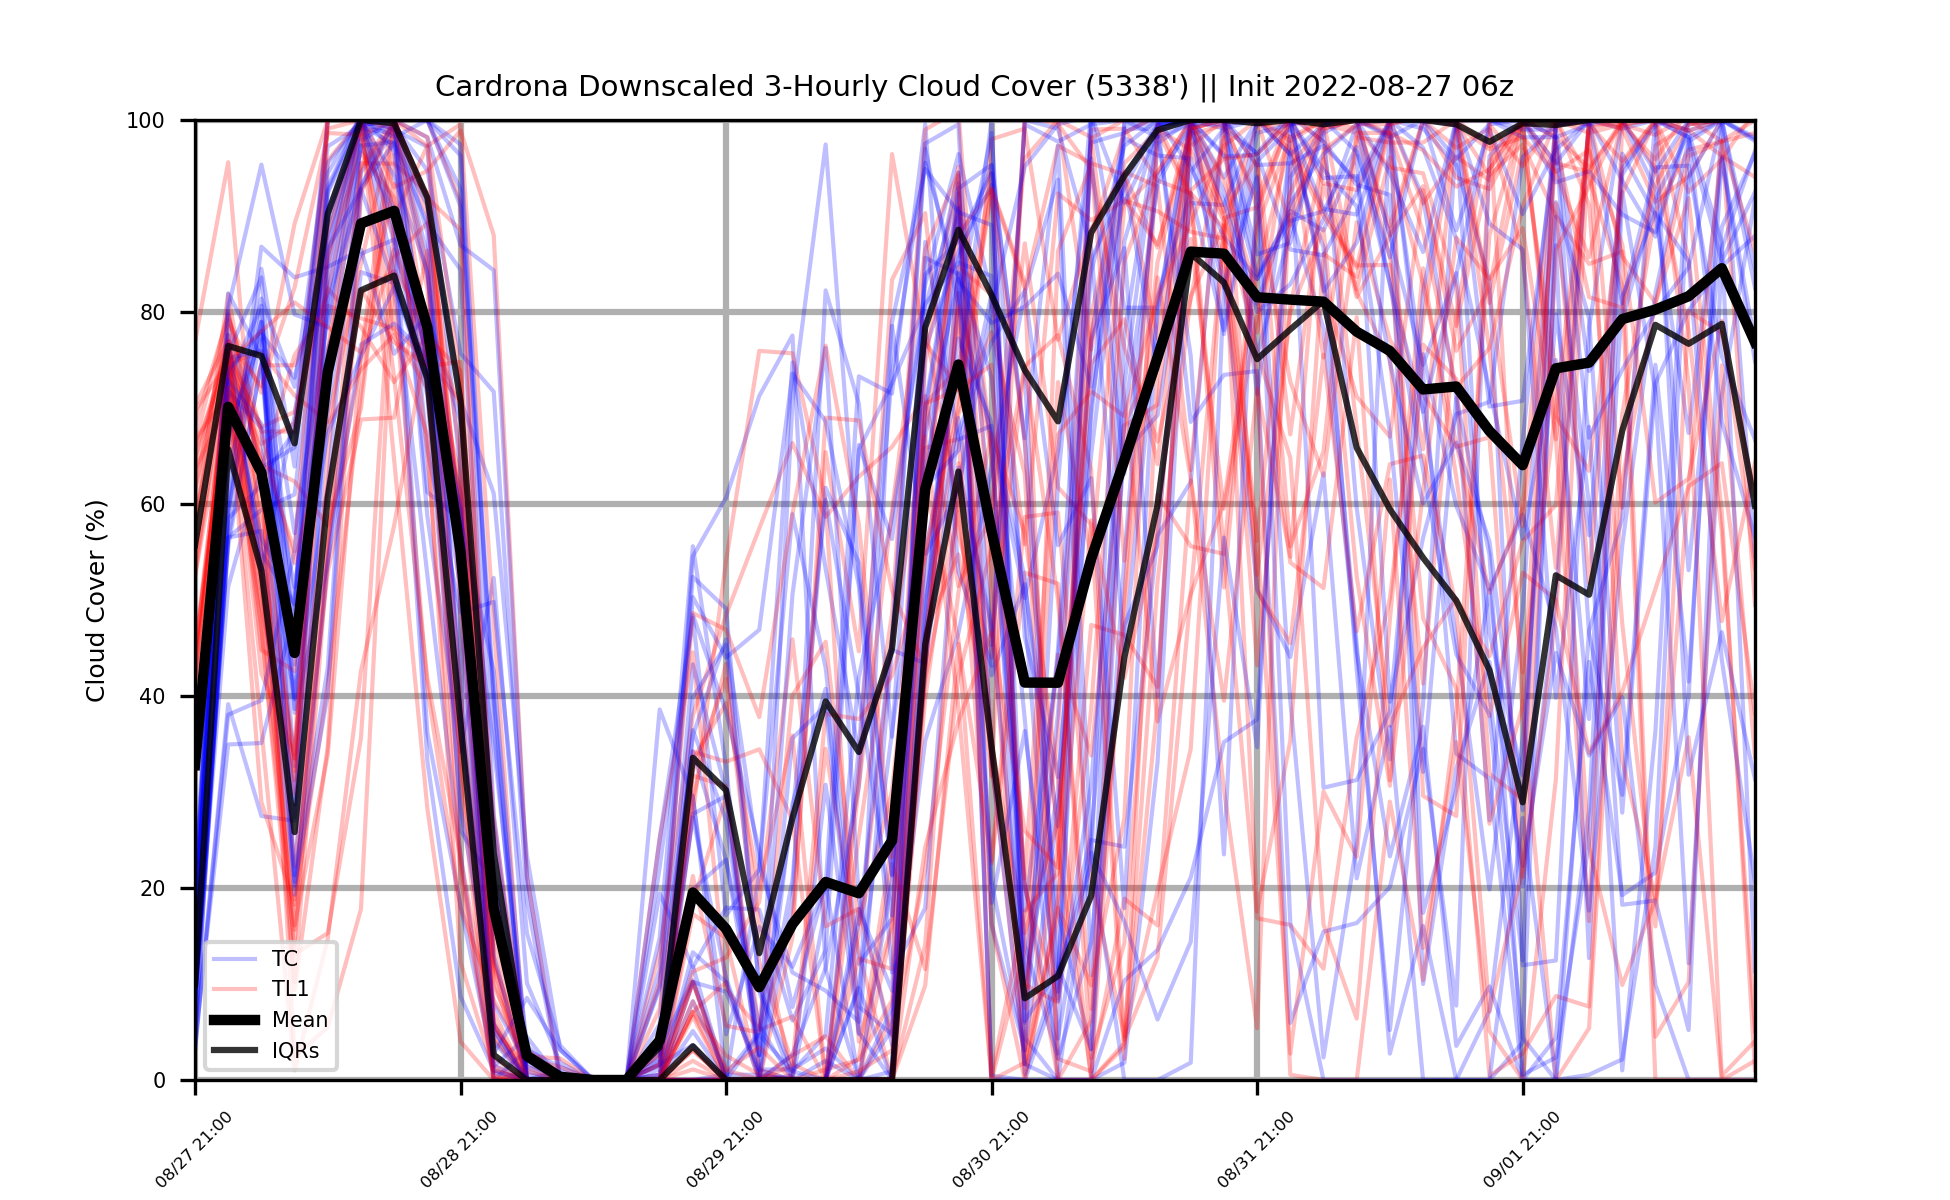 Cardrona Downscaled 3-Hourly Cloud Cover (5338') || Init 2022-08-27 06z
Cloud Cover (%)
100
80
60
40
20
0
TC
TL1
Mean
IQRs
08/27 21:00
08/28 21:00
08/29 21:00
08/30 21:00
08/31 21:00
09/01 21:00